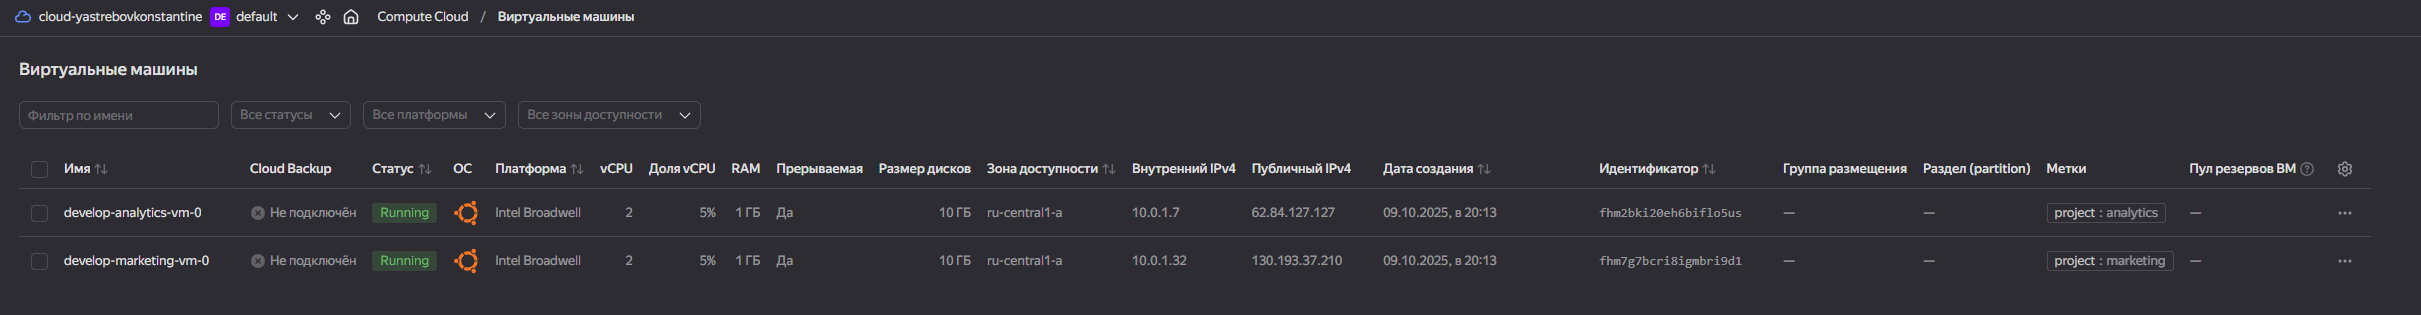 cloud-yastrebovkonstantine DE default Compute Cloud / Виртуальные машины
Виртуальные машины
Фильтр по имени Все статусы Все платформы Все зоны доступности
Имя Cloud Backup Статус ОС Платформа vCPU Доля vCPU RAM Прерываемая Размер дисков Зона доступности Внутренний IPv4 Публичный IPv4 Дата создания Идентификатор Группа размещения Раздел (partition) Метки Пул резервов ВМ
develop-analytics-vm-0 Не подключён Running Intel Broadwell 2 5% 1 ГБ Да 10 ГБ ru-central1-a 10.0.1.7 62.84.127.127 09.10.2025, в 20:13 fhm2bki20eh6biflo5us — — project : analytics —
develop-marketing-vm-0 Не подключён Running Intel Broadwell 2 5% 1 ГБ Да 10 ГБ ru-central1-a 10.0.1.32 130.193.37.210 09.10.2025, в 20:13 fhm7g7bcri8igmbri9d1 — — project : marketing —